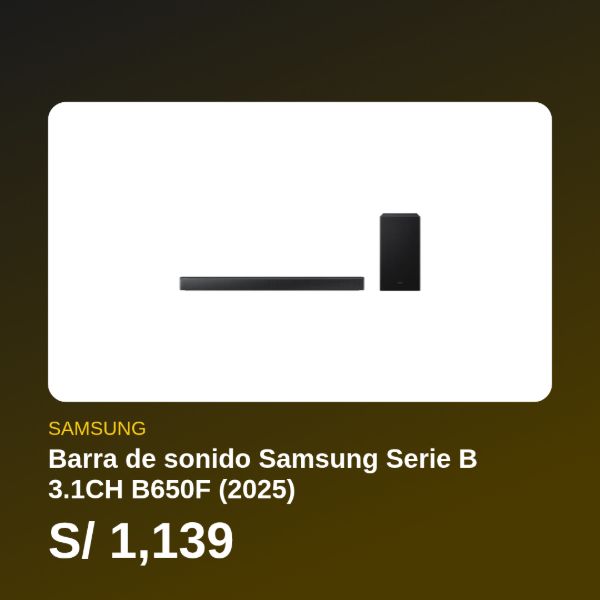 SAMSUNG
Barra de sonido Samsung Serie B
3.1CH B650F (2025)
S/ 1,139